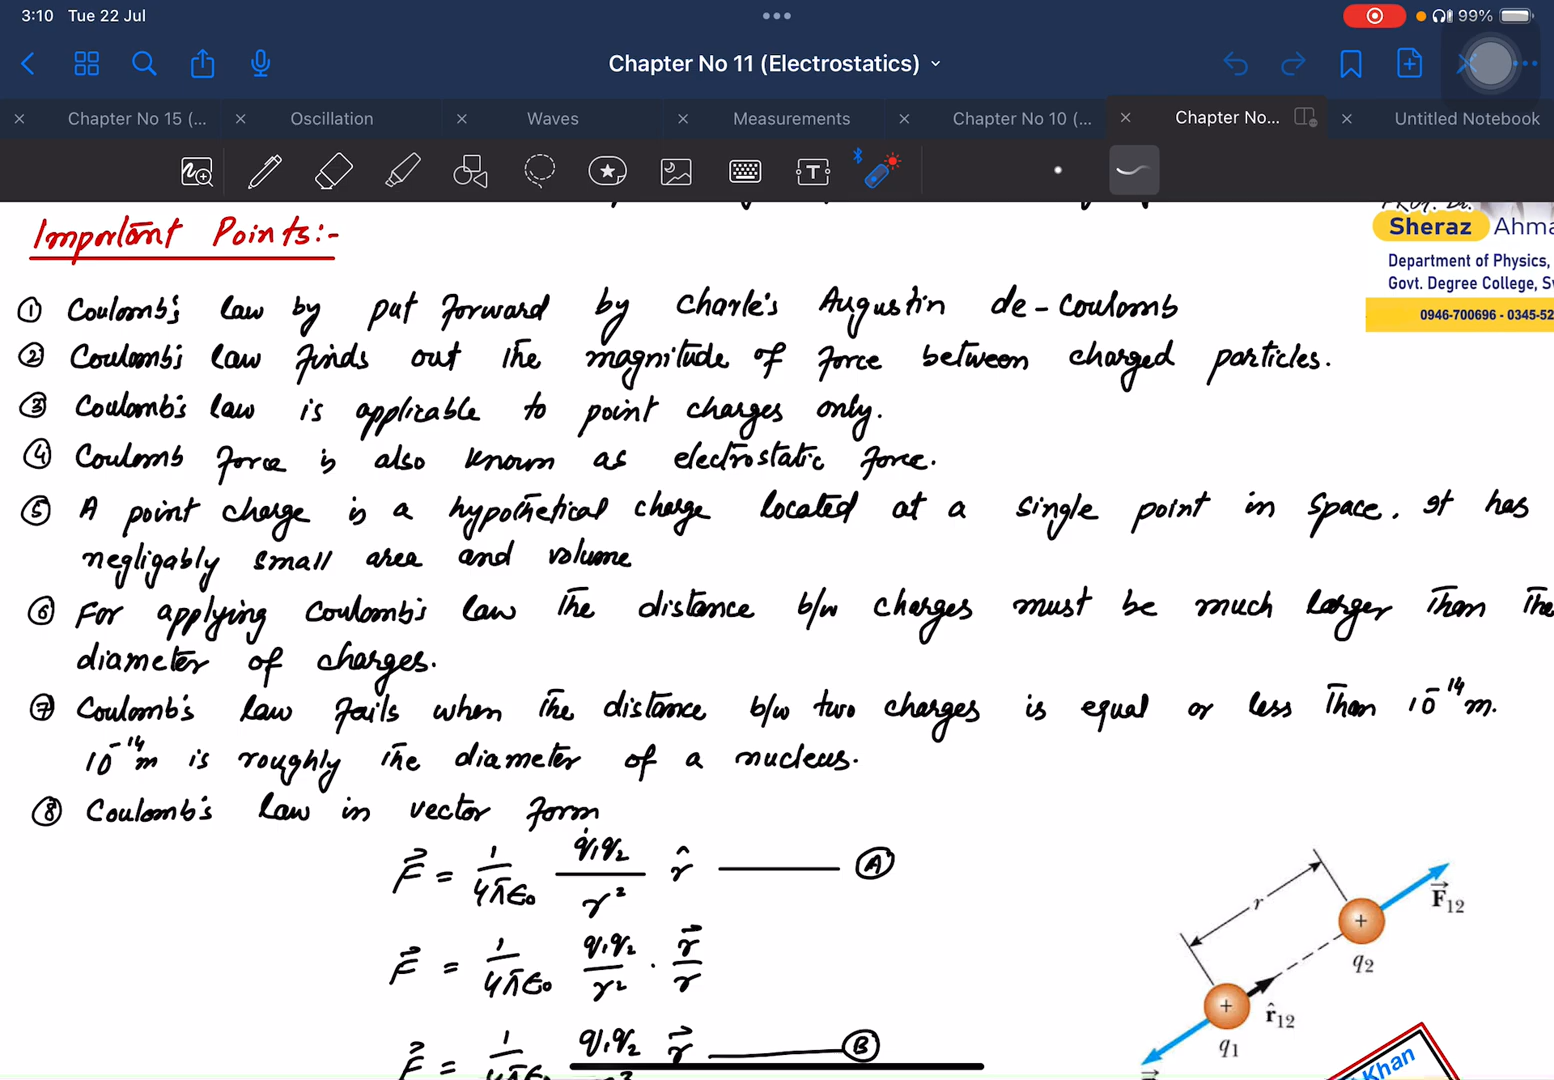 3:10 Tue 22 Jul
99%
Chapter No 11 (Electrostatics)
Chapter No 15 (...
Oscillation
Waves
Measurements
Chapter No 10 (...
Chapter No...
Untitled Notebook
Important Points:-
Sheraz Ahma
Department of Physics,
Govt. Degree College, S
0946-700696 - 0345-52
① Coulomb's law by put forward by Charle's Augustin de-Coulomb
② Coulomb's law finds out the magnitude of force between charged particles.
③ Coulomb's law is applicable to point charges only.
④ Coulomb force is also known as electrostatic force.
⑤ A point charge is a hypothetical charge located at a single point in space. It has
negligably small area and volume
⑥ For applying Coulomb's law the distance b/w charges must be much larger than the
diameter of charges.
⑦ Coulomb's law fails when the distance b/w two charges is equal or less than 10⁻¹⁴m.
10⁻¹⁴m is roughly the diameter of a nucleus.
⑧ Coulomb's law in vector form
F⃗ = 1/4πε₀ q₁q₂/r² r̂ ——— Ⓐ
F⃗ = 1/4πε₀ q₁q₂/r² · r⃗/r
F⃗ = 1/4πε₀ q₁q₂ r⃗ ——— Ⓑ
r
F⃗₁₂
+
q₂
+
r̂₁₂
q₁
Khan